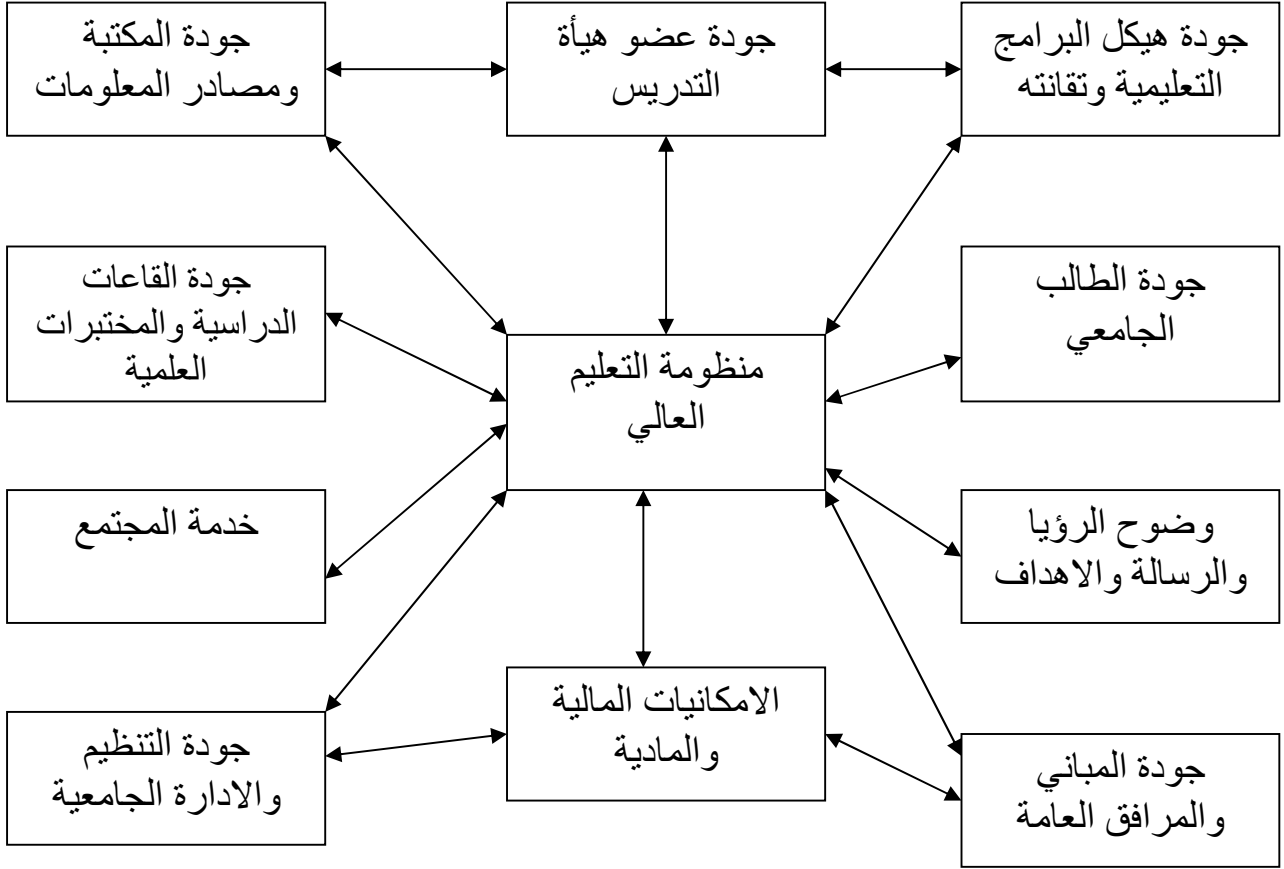 جودة هيكل البرامج
التعليمية وتقانته
جودة عضو هيأة
التدريس
جودة المكتبة
ومصادر المعلومات
جودة الطالب
الجامعي
جودة القاعات
الدراسية والمختبرات
العلمية
منظومة التعليم
العالي
وضوح الرؤيا
والرسالة والاهداف
خدمة المجتمع
الامكانيات المالية
والمادية
جودة المباني
والمرافق العامة
جودة التنظيم
والادارة الجامعية